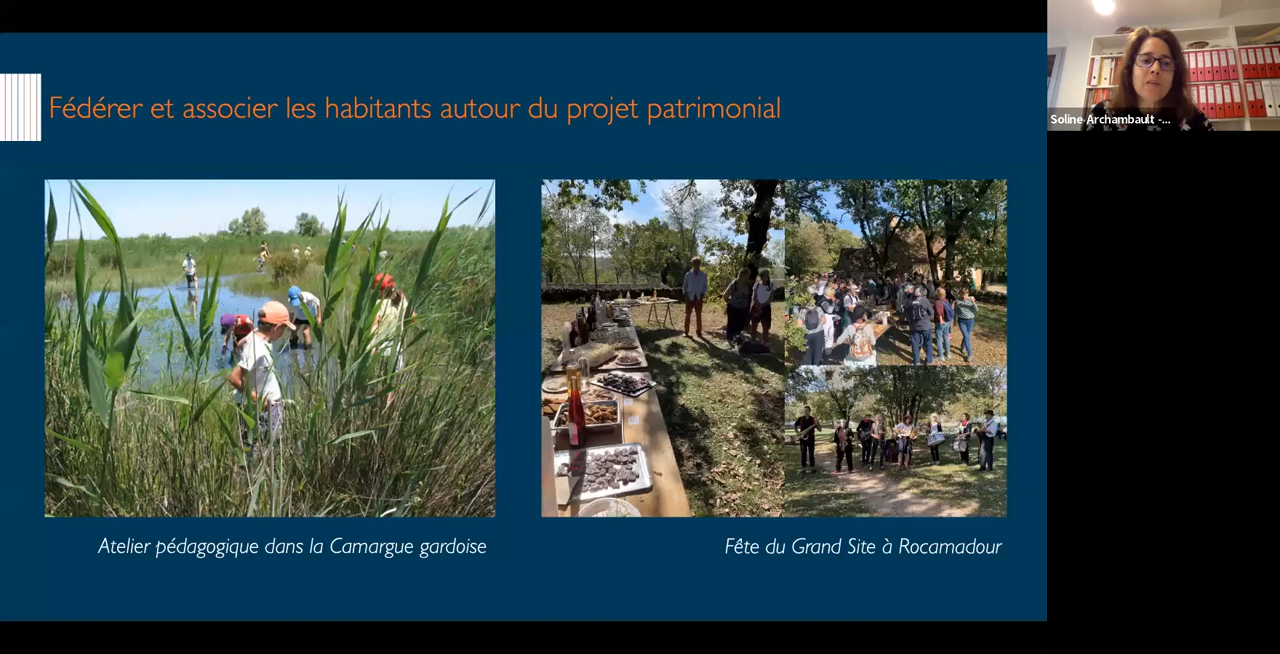 Fédérer et associer les habitants autour du projet patrimonial
Soline Archambault -...
Atelier pédagogique dans la Camargue gardoise
Fête du Grand Site à Rocamadour